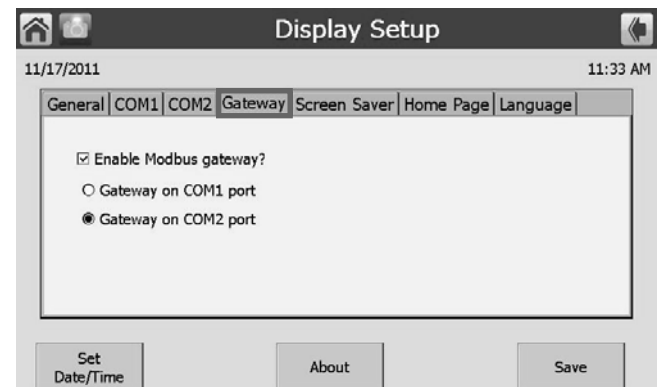 Display Setup
11/17/2011 11:33 AM
General COM1 COM2 Gateway Screen Saver Home Page Language
Enable Modbus gateway?
Gateway on COM1 port
Gateway on COM2 port
Set
Date/Time
About
Save